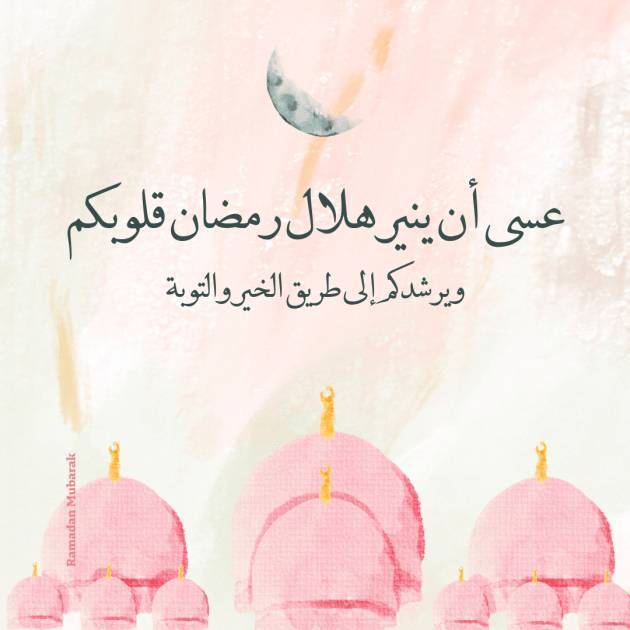 عسى أن ينير هلال رمضان قلوبكم
ويرشدكم إلى طريق الخير والتوبة
Ramadan Mubarak